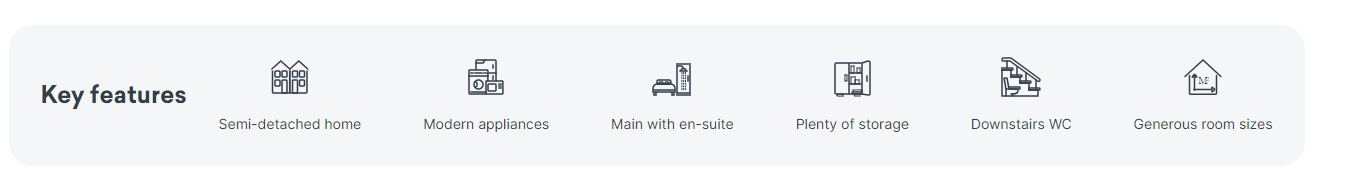 Key features
Semi-detached home
Modern appliances
Main with en-suite
Plenty of storage
Downstairs WC
M²
Generous room sizes